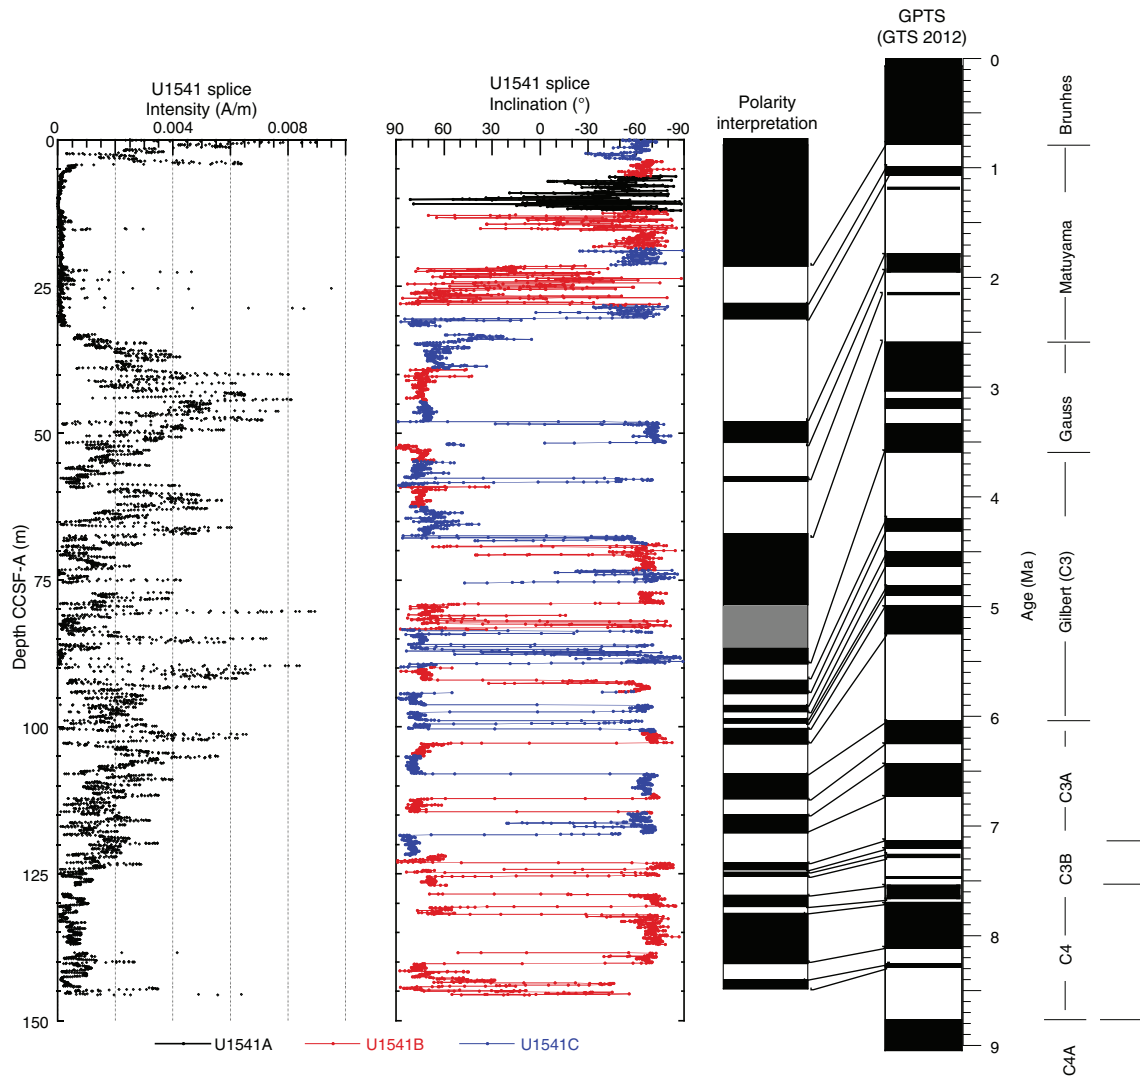 GPTS
(GTS 2012)
U1541 splice
Intensity (A/m)
U1541 splice
Inclination (°)
Polarity
interpretation
0 0.004 0.008
90 60 30 0 -30 -60 -90
0
25
50
75
100
125
150
Depth CCSF-A (m)
0
1
2
3
4
5
6
7
8
9
Age (Ma)
Brunhes
Matuyama
Gauss
Gilbert (C3)
C3A
C3B
C4
C4A
U1541A U1541B U1541C